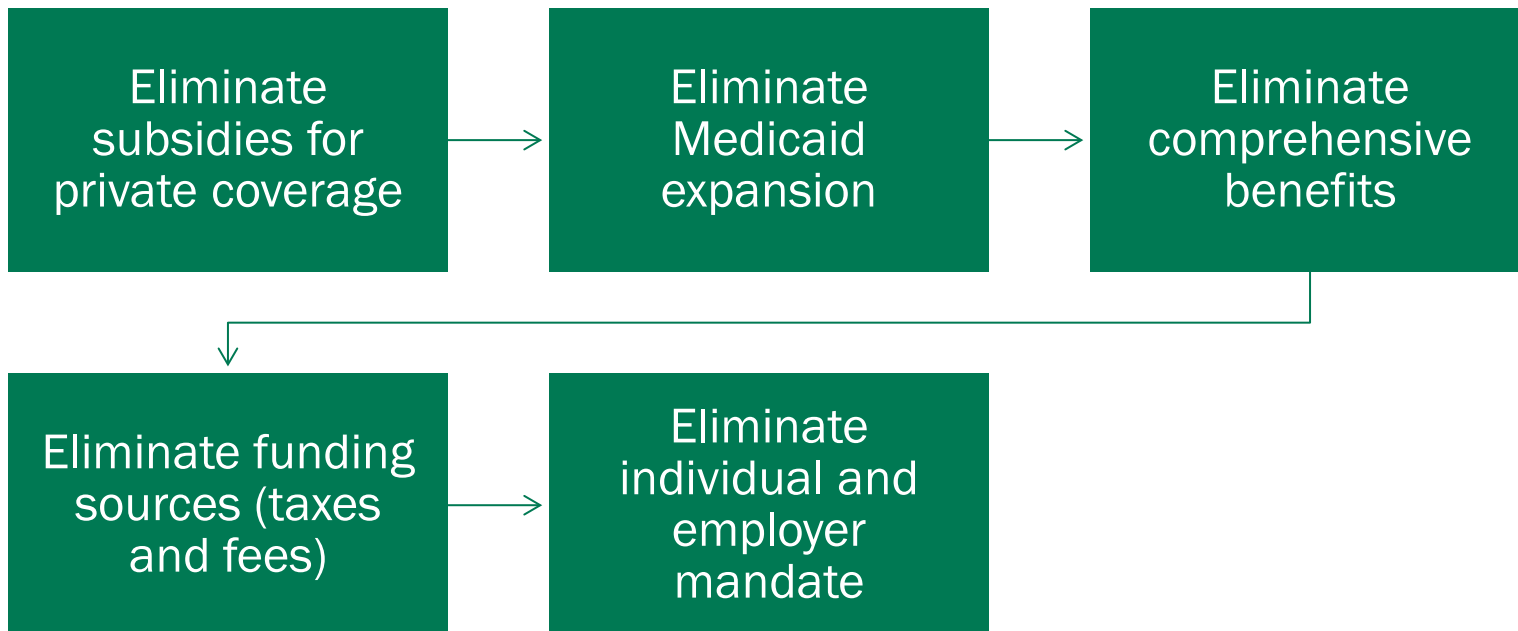 Eliminate
subsidies for
private coverage
Eliminate
Medicaid
expansion
Eliminate
comprehensive
benefits
Eliminate funding
sources (taxes
and fees)
Eliminate
individual and
employer
mandate